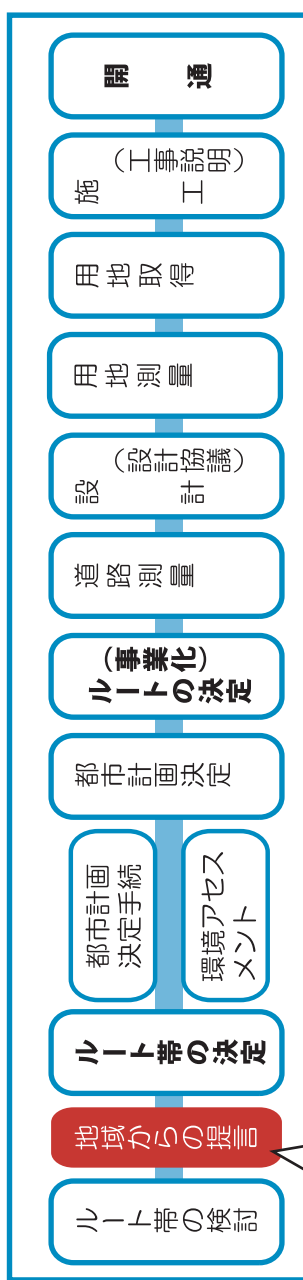 ルート帯の検討
地域からの提言
ルート帯の決定
都市計画
決定手続
環境アセス
メント
都市計画決定
ルートの決定
(事業化)
道路測量
設計
(設計協議)
用地測量
用地取得
施工
(工事説明)
開通